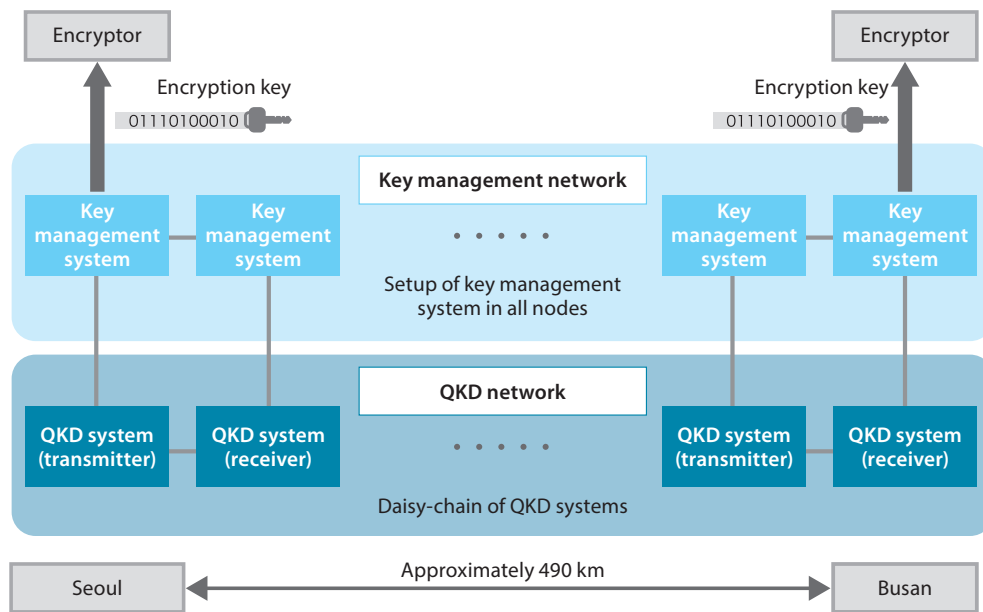 Encryptor
Encryptor
Encryption key
Encryption key
01110100010
01110100010
Key management network
Key
management
system
Key
management
system
Key
management
system
Key
management
system
Setup of key management
system in all nodes
QKD network
QKD system
(transmitter)
QKD system
(receiver)
QKD system
(transmitter)
QKD system
(receiver)
Daisy-chain of QKD systems
Seoul
Approximately 490 km
Busan